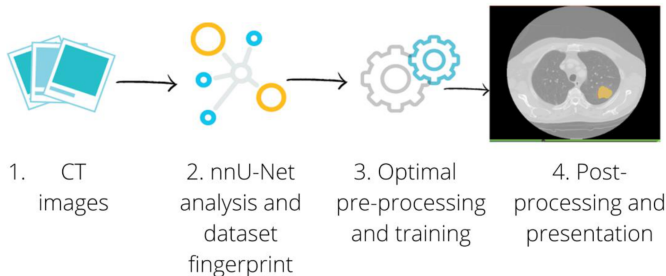 1. CT
images
2. nnU-Net
analysis and
dataset
fingerprint
3. Optimal
pre-processing
and training
4. Post-
processing and
presentation